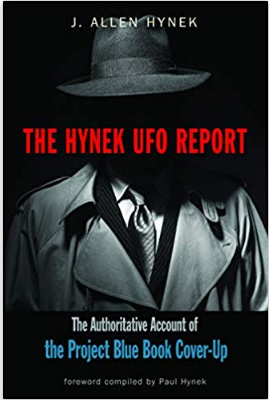 J. ALLEN HYNEK
THE HYNEK UFO REPORT
The Authoritative Account of
the Project Blue Book Cover-Up
foreword compiled by Paul Hynek